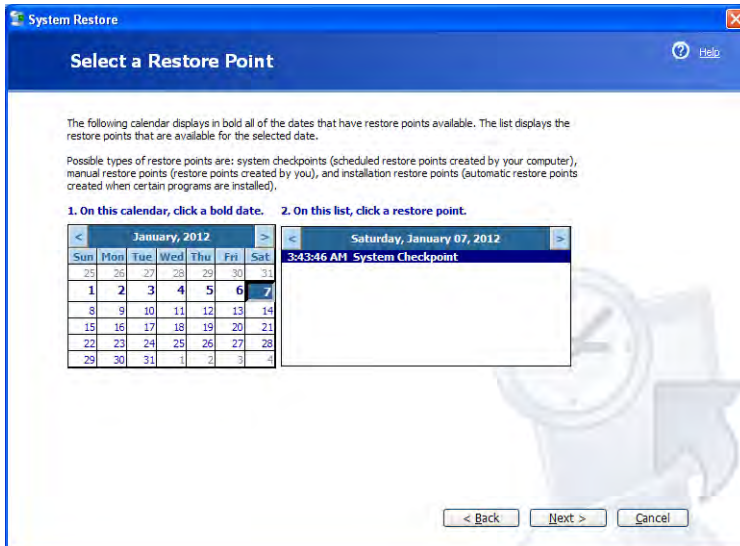 System Restore
Select a Restore Point
Help
The following calendar displays in bold all of the dates that have restore points available. The list displays the
restore points that are available for the selected date.
Possible types of restore points are: system checkpoints (scheduled restore points created by your computer),
manual restore points (restore points created by you), and installation restore points (automatic restore points
created when certain programs are installed).
1. On this calendar, click a bold date. 2. On this list, click a restore point.
< January, 2012 > < Saturday, January 07, 2012 >
Sun Mon Tue Wed Thu Fri Sat 3:43:46 AM System Checkpoint
25 26 27 28 29 30 31
1 2 3 4 5 6 7
8 9 10 11 12 13 14
15 16 17 18 19 20 21
22 23 24 25 26 27 28
29 30 31 1 2 3 4
< Back Next > Cancel